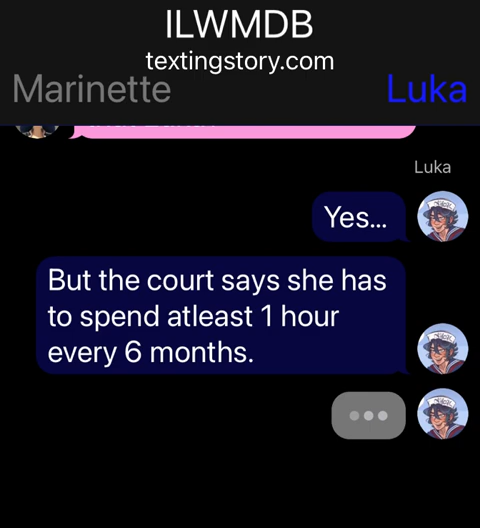 ILWMDB
textingstory.com
Marinette
Luka
Luka
Yes...
But the court says she has
to spend atleast 1 hour
every 6 months.